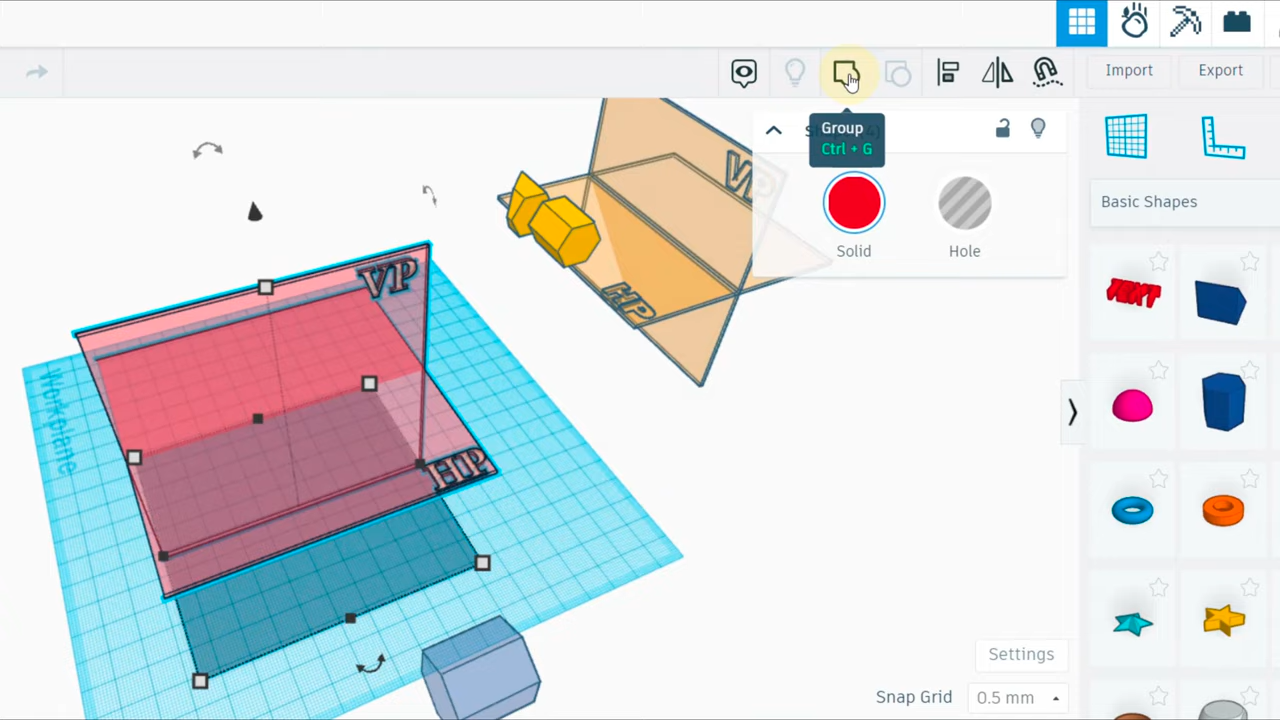 Import
Export
Group
Ctrl + G
Solid
Hole
Basic Shapes
TEXT
VP
HP
VP
HP
Workplane
Settings
Snap Grid
0.5 mm